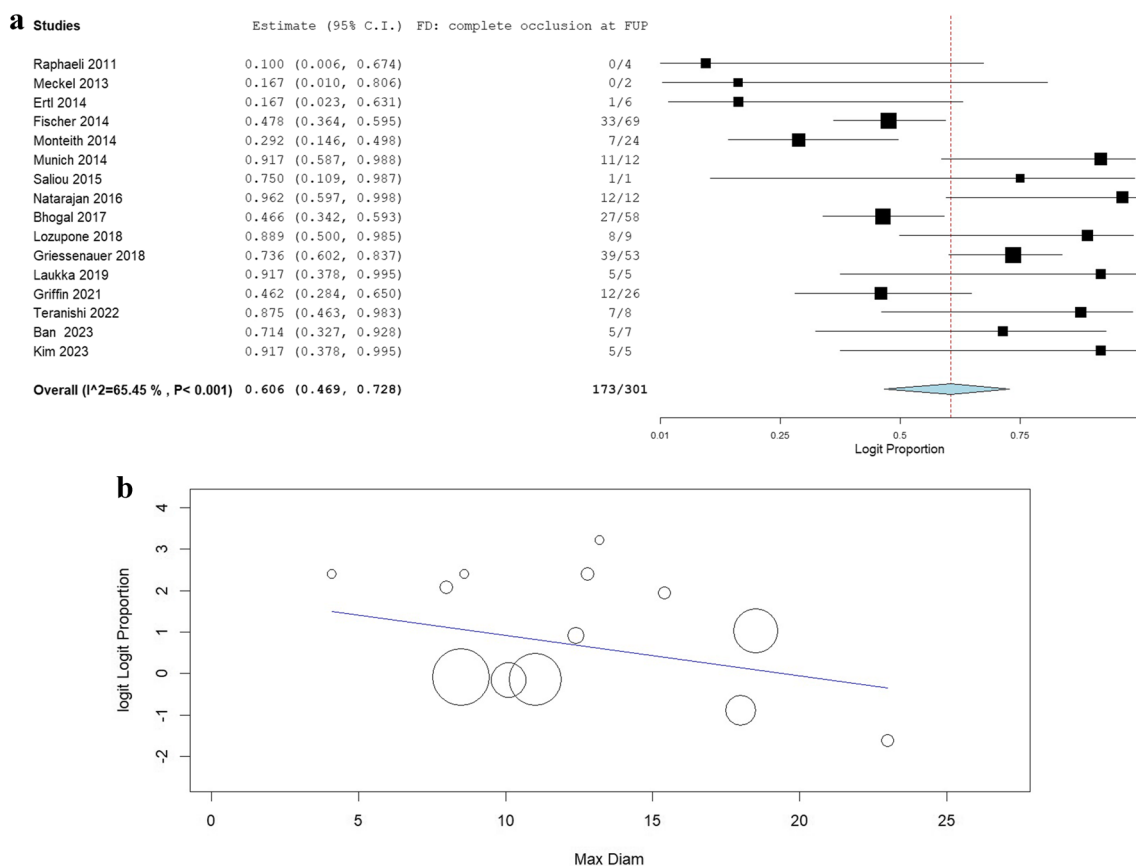 a
Studies Estimate (95% C.I.) FD: complete occlusion at FUP
Raphaeli 2011 0.100 (0.006, 0.674) 0/4
Meckel 2013 0.167 (0.010, 0.806) 0/2
Ertl 2014 0.167 (0.023, 0.631) 1/6
Fischer 2014 0.478 (0.364, 0.595) 33/69
Monteith 2014 0.292 (0.146, 0.498) 7/24
Munich 2014 0.917 (0.587, 0.988) 11/12
Saliou 2015 0.750 (0.109, 0.987) 1/1
Natarajan 2016 0.962 (0.597, 0.998) 12/12
Bhogal 2017 0.466 (0.342, 0.593) 27/58
Lozupone 2018 0.889 (0.500, 0.985) 8/9
Griessenauer 2018 0.736 (0.602, 0.837) 39/53
Laukka 2019 0.917 (0.378, 0.995) 5/5
Griffin 2021 0.462 (0.284, 0.650) 12/26
Teranishi 2022 0.875 (0.463, 0.983) 7/8
Ban 2023 0.714 (0.327, 0.928) 5/7
Kim 2023 0.917 (0.378, 0.995) 5/5
Overall (I^2=65.45 % , P< 0.001) 0.606 (0.469, 0.728) 173/301
0.01 0.25 0.5 0.75
Logit Proportion
b
logit Logit Proportion
4
3
2
1
0
-1
-2
0 5 10 15 20 25
Max Diam